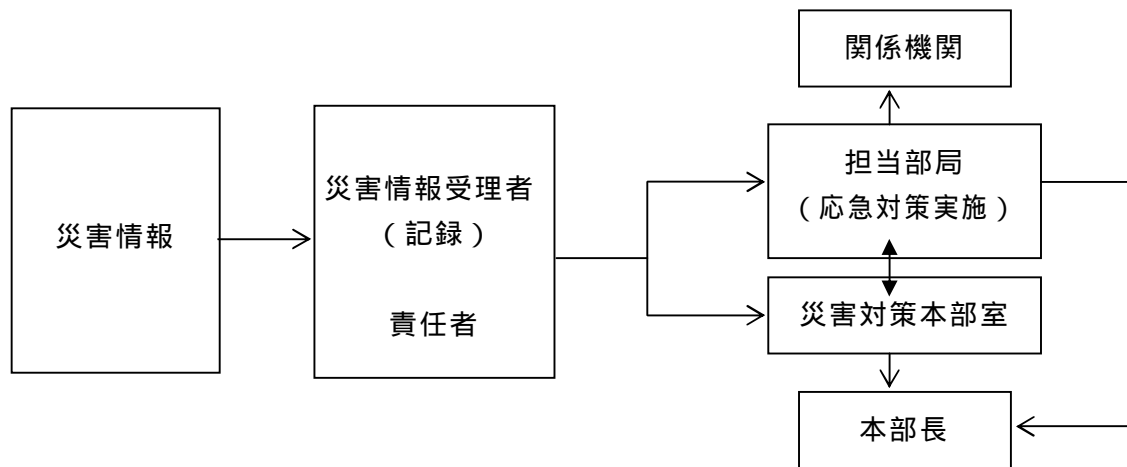 関係機関
災害情報
災害情報受理者
（記録）
責任者
担当部局
（応急対策実施）
災害対策本部室
本部長